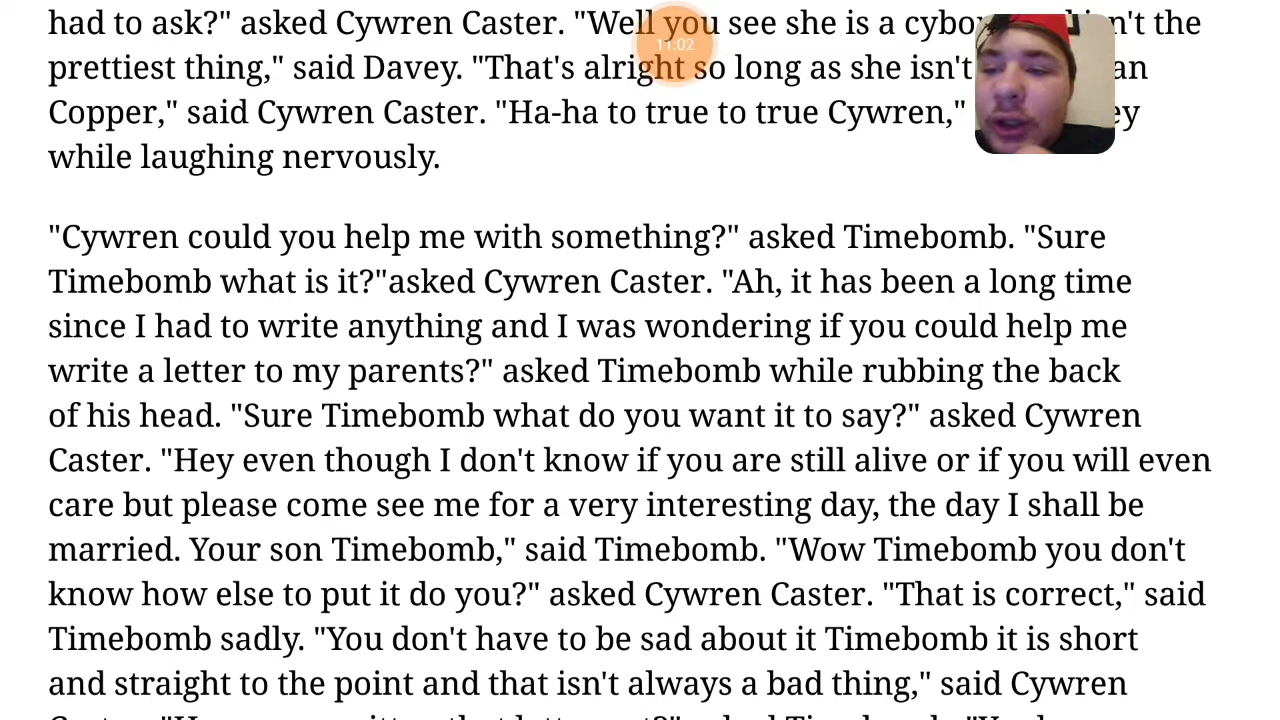 had to ask?" asked Cywren Caster. "Well you see she is a isn't the
prettiest thing," said Davey. "That's alright so long as she isn't
Copper," said Cywren Caster. "Ha-ha to true to true Cywren,"
while laughing nervously.
"Cywren could you help me with something?" asked Timebomb. "Sure
Timebomb what is it?"asked Cywren Caster. "Ah, it has been a long time
since I had to write anything and I was wondering if you could help me
write a letter to my parents?" asked Timebomb while rubbing the back
of his head. "Sure Timebomb what do you want it to say?" asked Cywren
Caster. "Hey even though I don't know if you are still alive or if you will even
care but please come see me for a very interesting day, the day I shall be
married. Your son Timebomb," said Timebomb. "Wow Timebomb you don't
know how else to put it do you?" asked Cywren Caster. "That is correct," said
Timebomb sadly. "You don't have to be sad about it Timebomb it is short
and straight to the point and that isn't always a bad thing," said Cywren
11:02